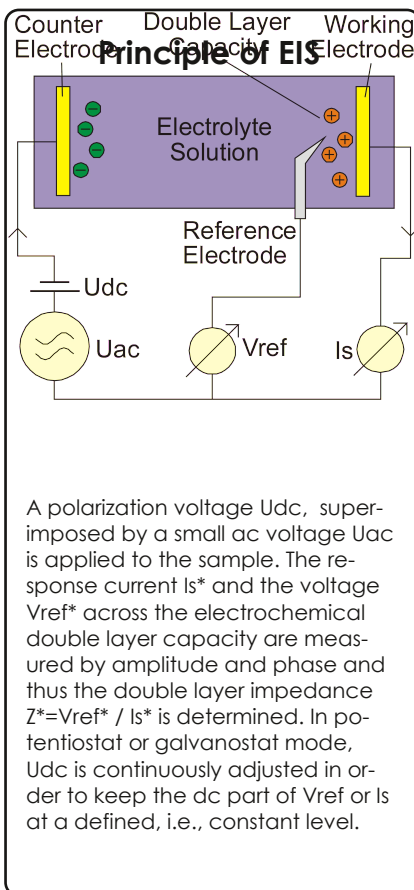 Counter
Electrode
Double Layer
Capacity
Working
Electrode
Principle of EIS
Electrolyte
Solution
Reference
Electrode
Udc
Uac
Vref
Is
A polarization voltage Udc, super-
imposed by a small ac voltage Uac
is applied to the sample. The re-
sponse current Is* and the voltage
Vref* across the electrochemical
double layer capacity are meas-
ured by amplitude and phase and
thus the double layer impedance
Z*=Vref* / Is* is determined. In po-
tentiostat or galvanostat mode,
Udc is continuously adjusted in or-
der to keep the dc part of Vref or Is
at a defined, i.e., constant level.